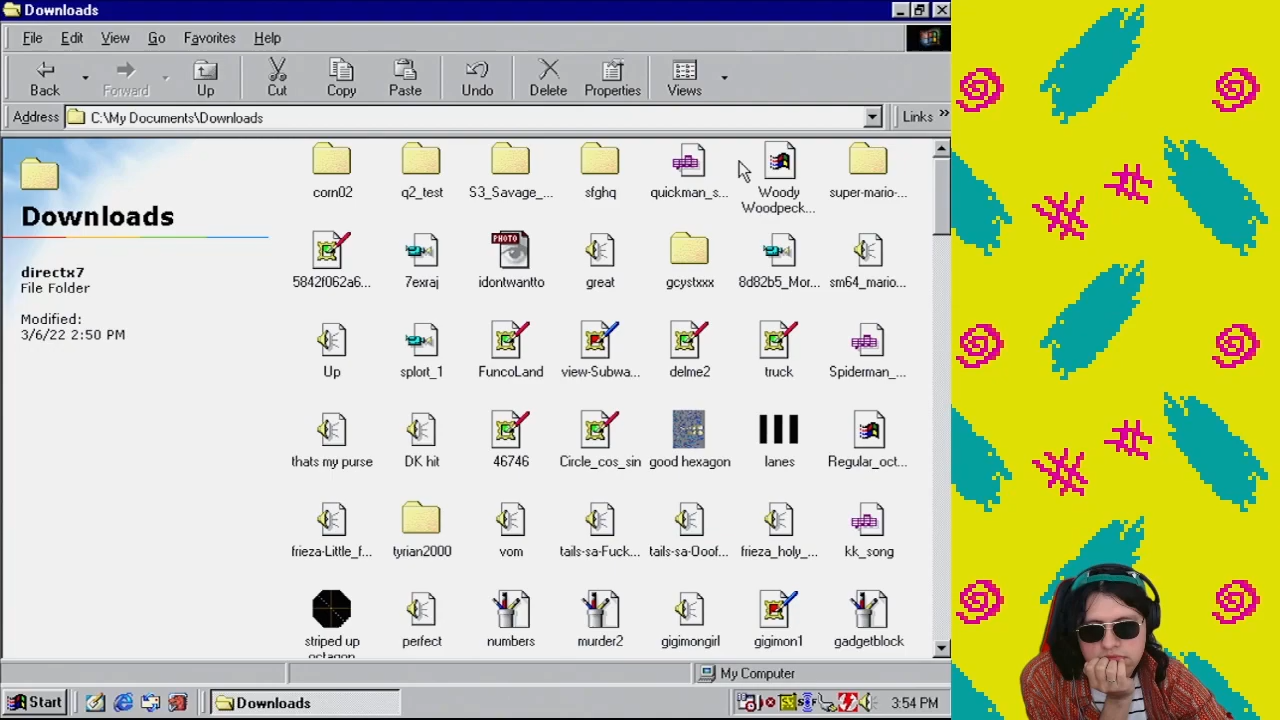 Downloads
File Edit View Go Favorites Help
Back Forward Up Cut Copy Paste Undo Delete Properties Views
Address C:\My Documents\Downloads Links »
Downloads
directx7
File Folder
Modified:
3/6/22 2:50 PM
corn02 q2_test S3_Savage_... sfghq quickman_s... Woody super-mario-...
Woodpeck...
PHOTO
5842f062a6... 7exraj idontwantto great gcystxxx 8d82b5_Mor... sm64_mario...
Up splort_1 FuncoLand view-Subwa... delme2 truck Spiderman_...
thats my purse DK hit 46746 Circle_cos_sin good hexagon lanes Regular_oct...
frieza-Little_f... tyrian2000 vom tails-sa-Fuck... tails-sa-Ooof... frieza_holy_... kk_song
striped up perfect numbers murder2 gigimongirl gigimon1 gadgetblock
octagon
My Computer
Start Downloads 3:54 PM